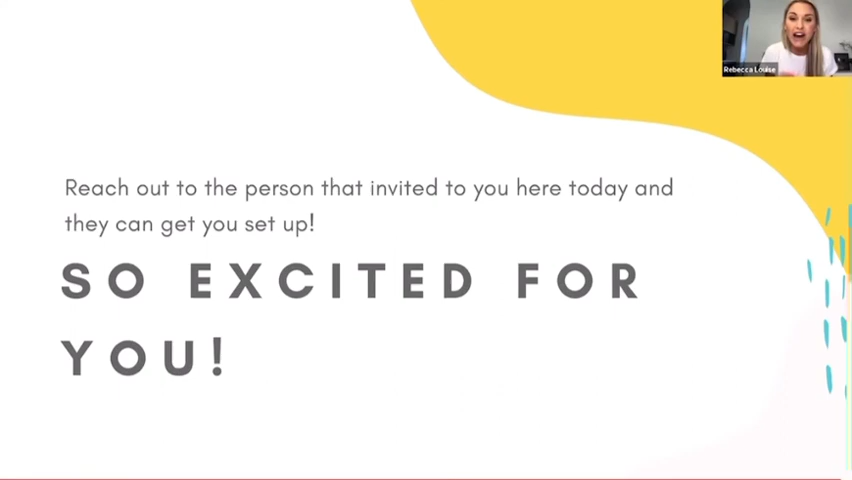 Rebecca Louise
Reach out to the person that invited to you here today and
they can get you set up!
SO EXCITED FOR
YOU!